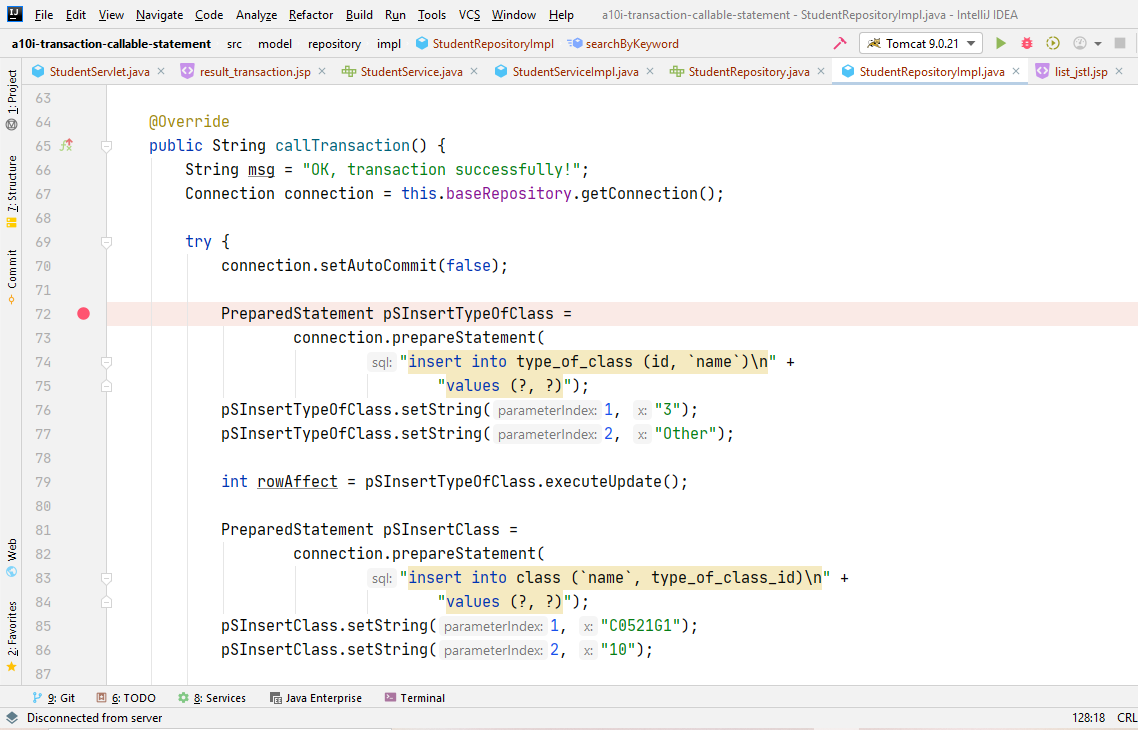 File Edit View Navigate Code Analyze Refactor Build Run Tools VCS Window Help a10i-transaction-callable-statement - StudentRepositoryImpl.java - IntelliJ IDEA
a10i-transaction-callable-statement src model repository impl StudentRepositoryImpl searchByKeyword Tomcat 9.0.21
StudentServlet.java result_transaction.jsp StudentService.java StudentServiceImpl.java StudentRepository.java StudentRepositoryImpl.java list_jstl.jsp
1: Project
7: Structure
Commit
Web
2: Favorites
63
64 @Override
65 public String callTransaction() {
66 String msg = "OK, transaction successfully!";
67 Connection connection = this.baseRepository.getConnection();
68
69 try {
70 connection.setAutoCommit(false);
71
72 PreparedStatement pSInsertTypeOfClass =
73 connection.prepareStatement(
74 sql: "insert into type_of_class (id, `name`)\n" +
75 "values (?, ?)");
76 pSInsertTypeOfClass.setString( parameterIndex: 1, x: "3");
77 pSInsertTypeOfClass.setString( parameterIndex: 2, x: "Other");
78
79 int rowAffect = pSInsertTypeOfClass.executeUpdate();
80
81 PreparedStatement pSInsertClass =
82 connection.prepareStatement(
83 sql: "insert into class (`name`, type_of_class_id)\n" +
84 "values (?, ?)");
85 pSInsertClass.setString( parameterIndex: 1, x: "C0521G1");
86 pSInsertClass.setString( parameterIndex: 2, x: "10");
87
9: Git 6: TODO 8: Services Java Enterprise Terminal
Disconnected from server 128:18 CRL